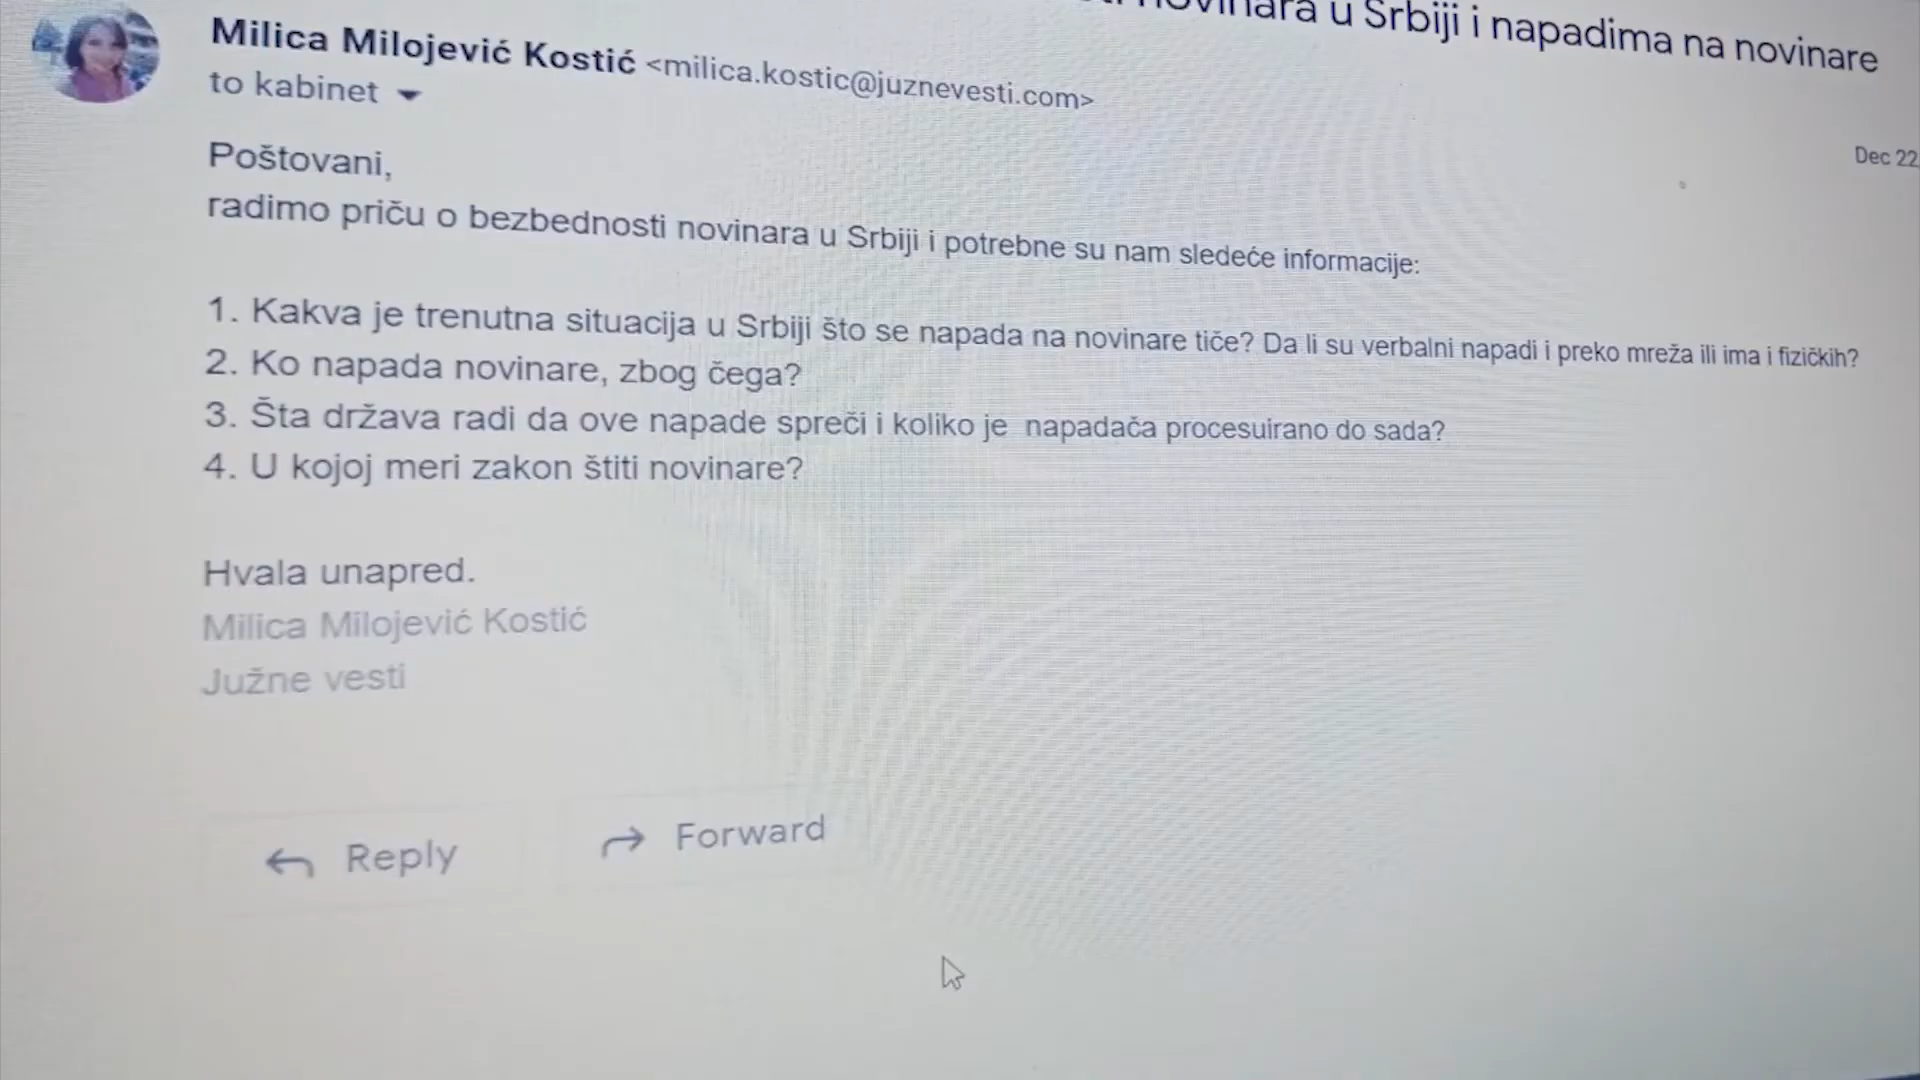 novinara u Srbiji i napadima na novinare
Milica Milojević Kostić <milica.kostic@juznevesti.com>
to kabinet
Dec 22
Poštovani,
radimo priču o bezbednosti novinara u Srbiji i potrebne su nam sledeće informacije:
1. Kakva je trenutna situacija u Srbiji što se napada na novinare tiče? Da li su verbalni napadi i preko mreža ili ima i fizičkih?
2. Ko napada novinare, zbog čega?
3. Šta država radi da ove napade spreči i koliko je napadača procesuirano do sada?
4. U kojoj meri zakon štiti novinare?
Hvala unapred.
Milica Milojević Kostić
Južne vesti
Reply
Forward